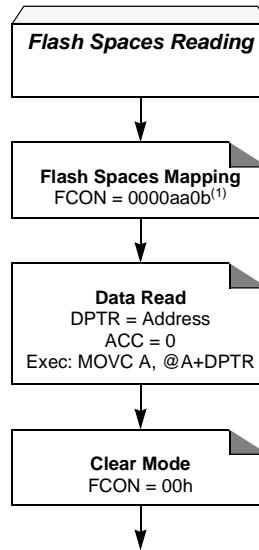 Flash Spaces Reading
Flash Spaces Mapping
FCON = 0000aa0b(1)
Data Read
DPTR = Address
ACC = 0
Exec: MOVC A, @A+DPTR
Clear Mode
FCON = 00h